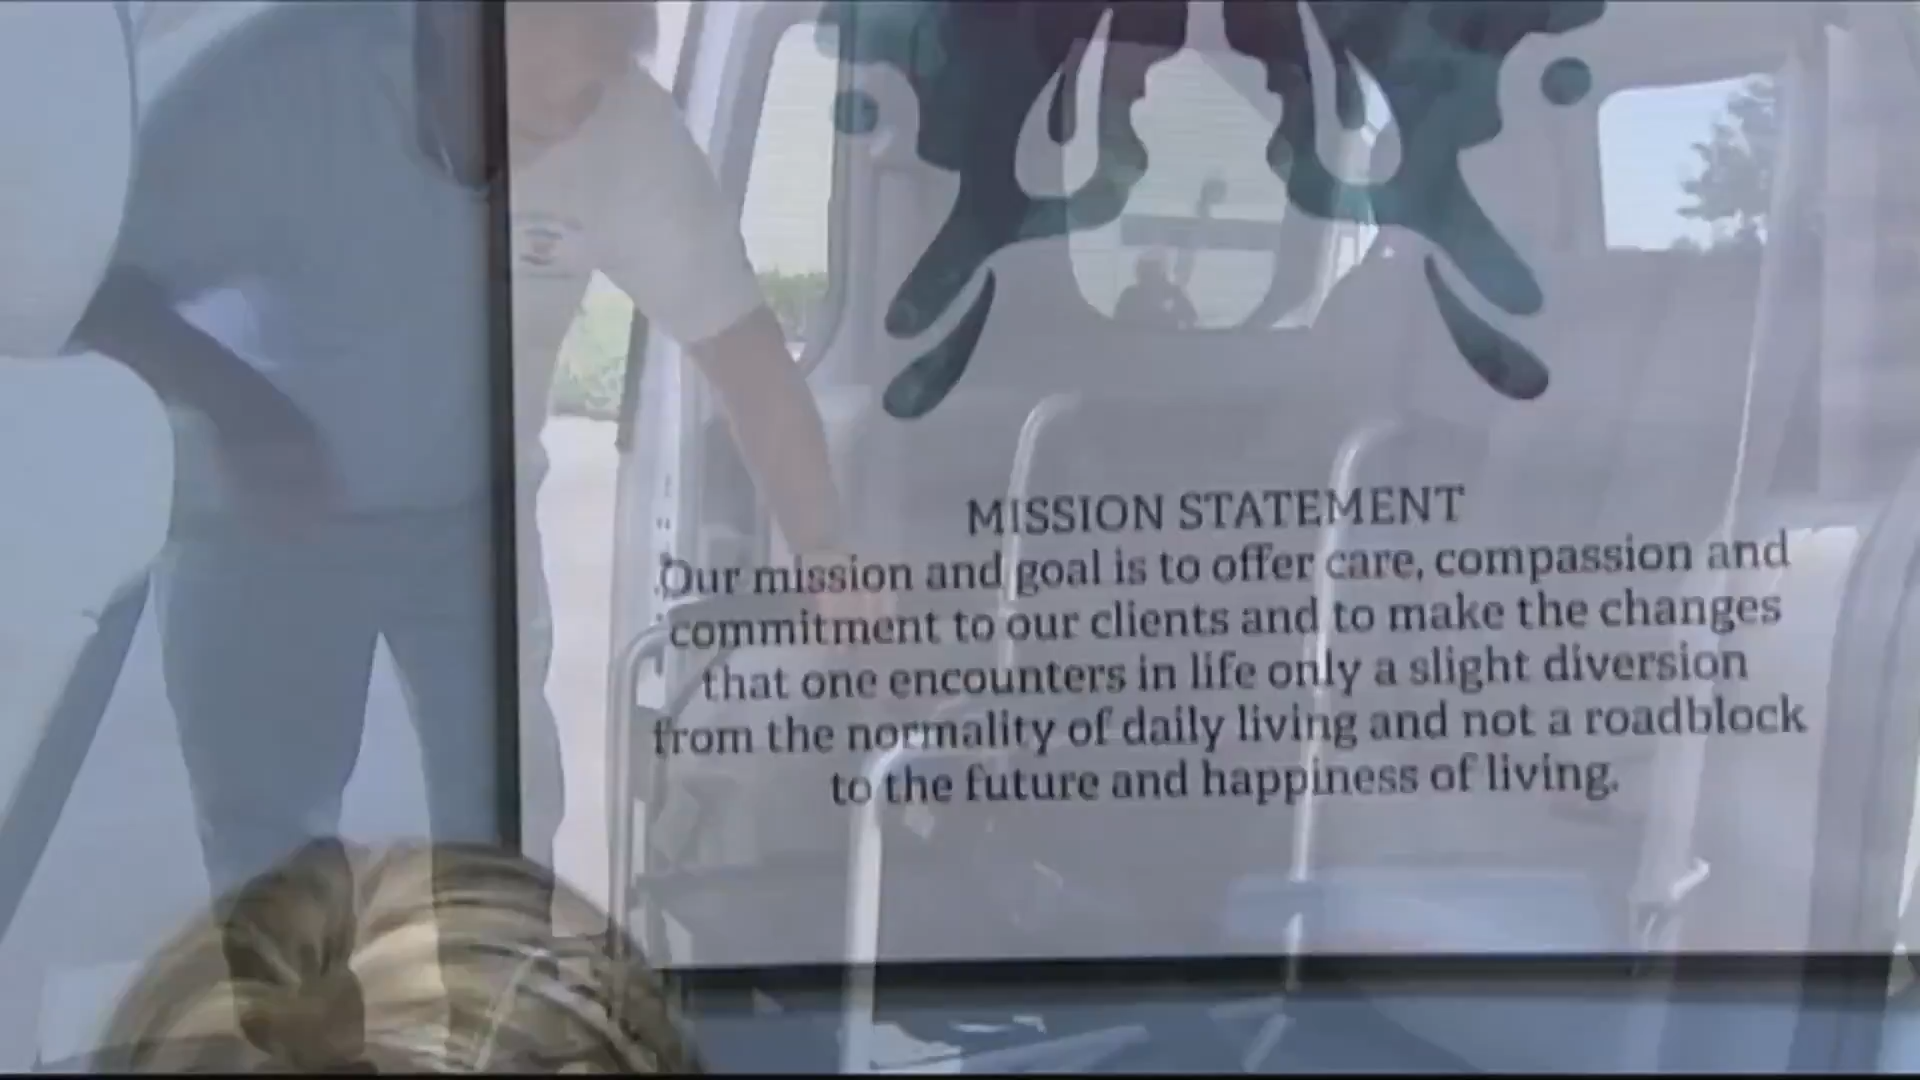 MISSION STATEMENT
Our mission and goal is to offer care, compassion and
commitment to our clients and to make the changes
that one encounters in life only a slight diversion
from the normality of daily living and not a roadblock
to the future and happiness of living.